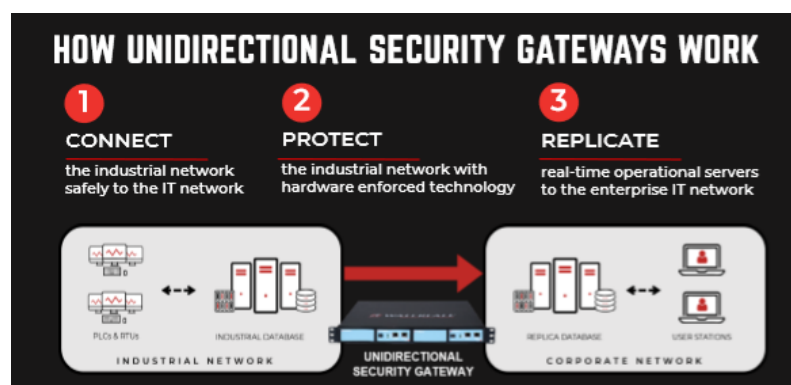 HOW UNIDIRECTIONAL SECURITY GATEWAYS WORK
1
2
3
CONNECT
PROTECT
REPLICATE
the industrial network
safely to the IT network
the industrial network with
hardware enforced technology
real-time operational servers
to the enterprise IT network
PLCs & RTUs
INDUSTRIAL DATABASE
INDUSTRIAL NETWORK
UNIDIRECTIONAL
SECURITY GATEWAY
REPLICA DATABASE
USER STATIONS
CORPORATE NETWORK